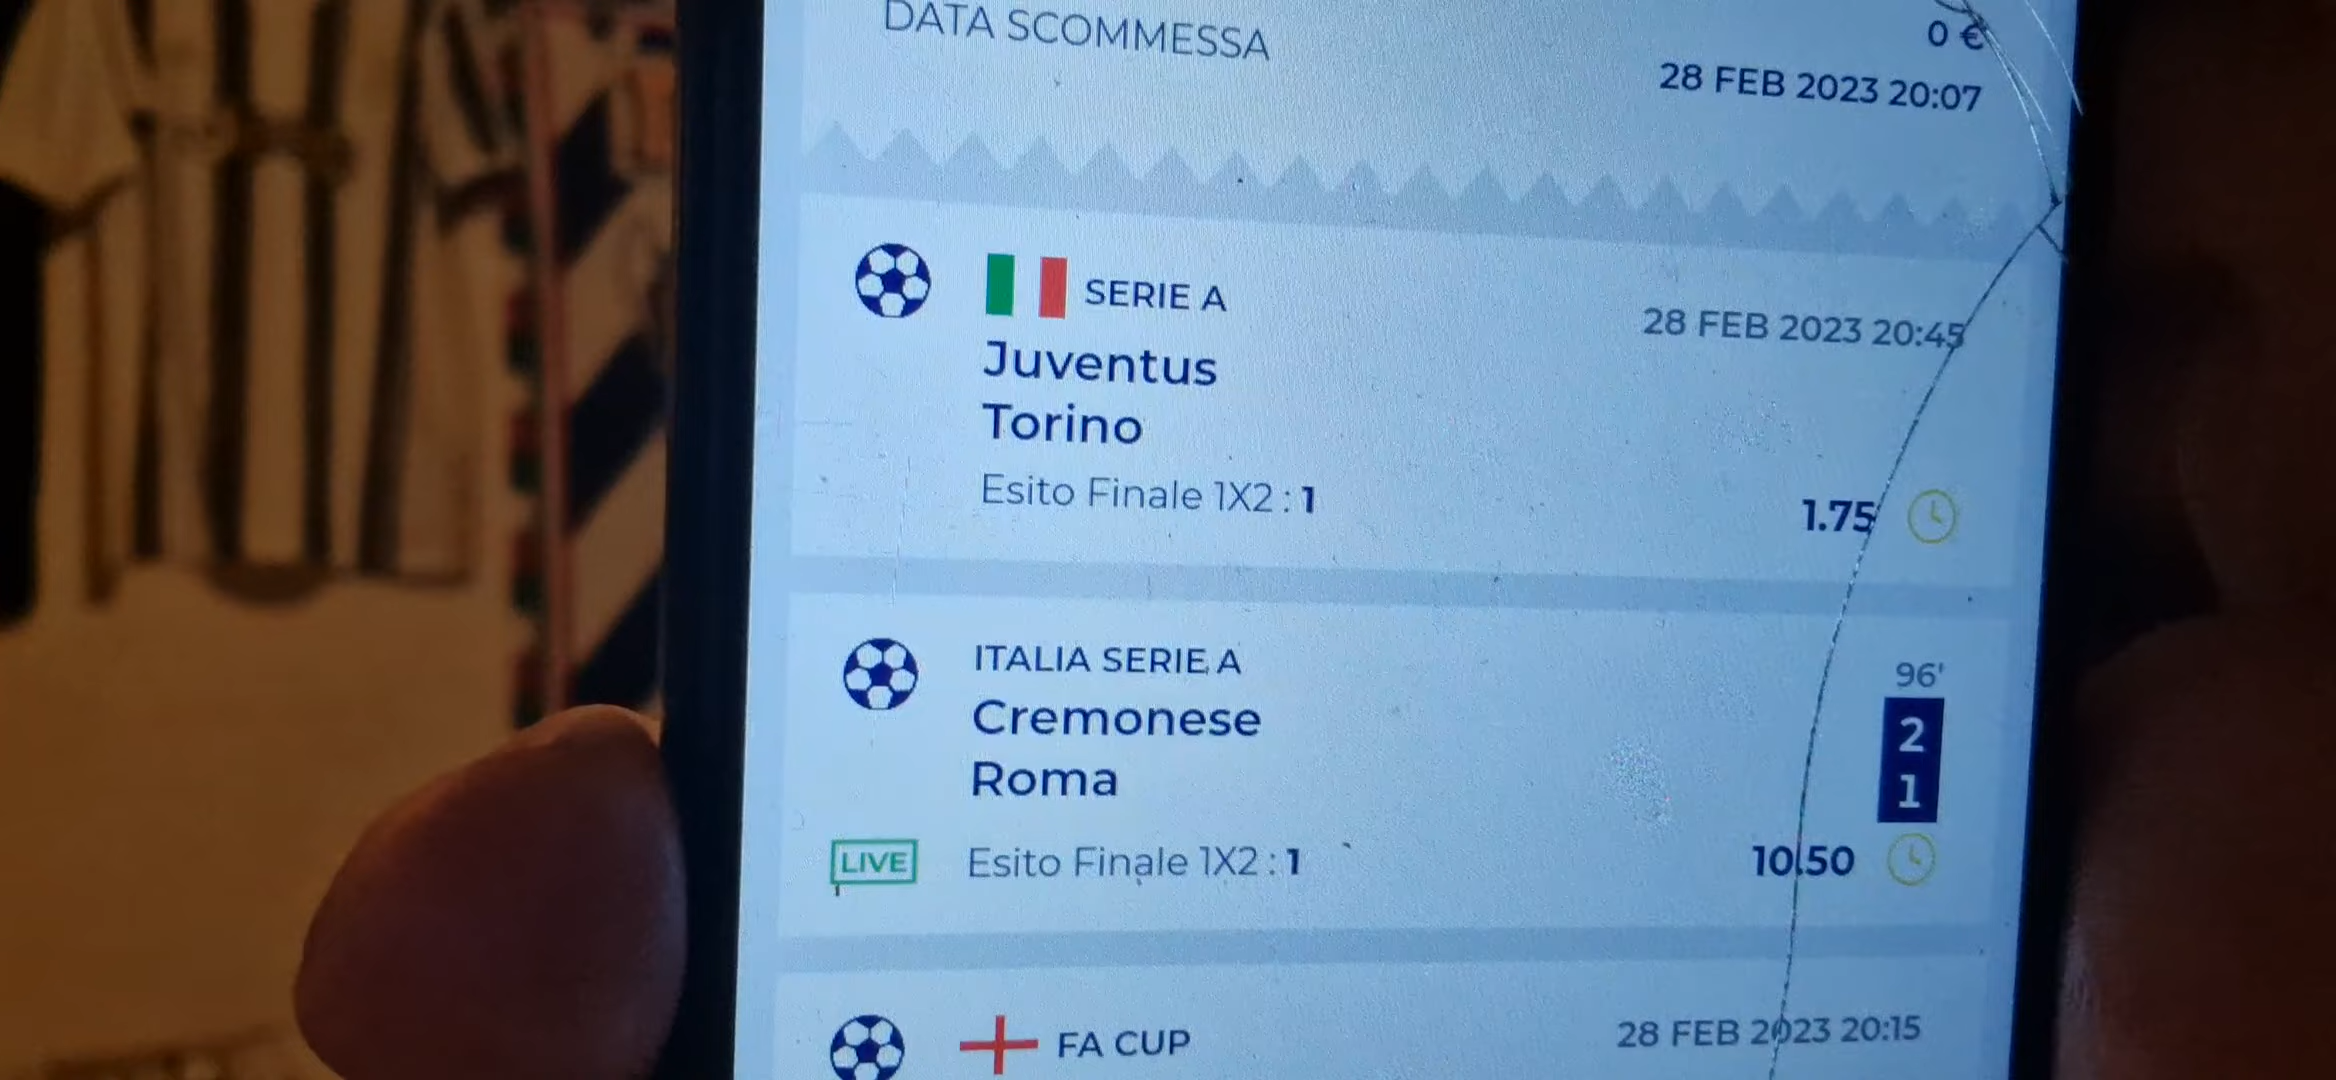 DATA SCOMMESSA
0 €
28 FEB 2023 20:07
SERIE A
28 FEB 2023 20:45
Juventus
Torino
Esito Finale 1X2 : 1
1.75
ITALIA SERIE A
96'
Cremonese
2
Roma
1
LIVE
Esito Finale 1X2 : 1
10.50
FA CUP
28 FEB 2023 20:15